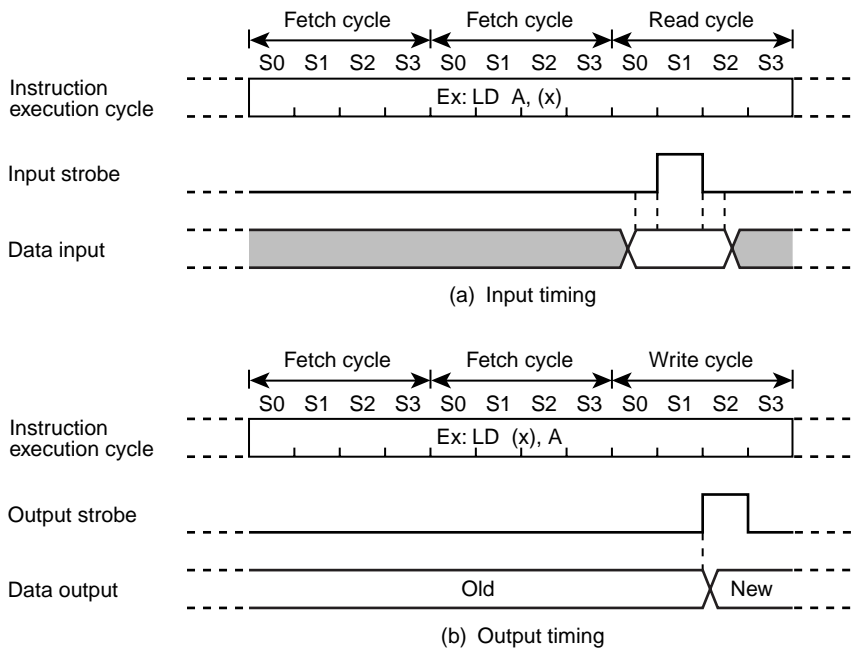 Fetch cycle Fetch cycle Read cycle
S0 S1 S2 S3 S0 S1 S2 S3 S0 S1 S2 S3
Instruction
execution cycle
Ex: LD A, (x)
Input strobe
Data input
(a) Input timing
Fetch cycle Fetch cycle Write cycle
S0 S1 S2 S3 S0 S1 S2 S3 S0 S1 S2 S3
Instruction
execution cycle
Ex: LD (x), A
Output strobe
Data output Old New
(b) Output timing